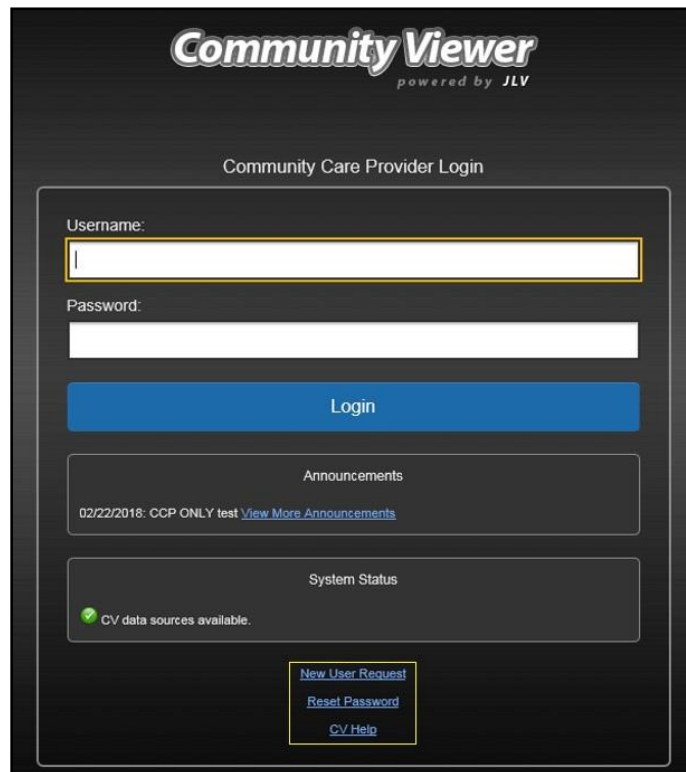 Community Viewer
powered by JLV
Community Care Provider Login
Username:
Password:
Login
Announcements
02/22/2018: CCP ONLY test View More Announcements
System Status
CV data sources available.
New User Request
Reset Password
CV Help